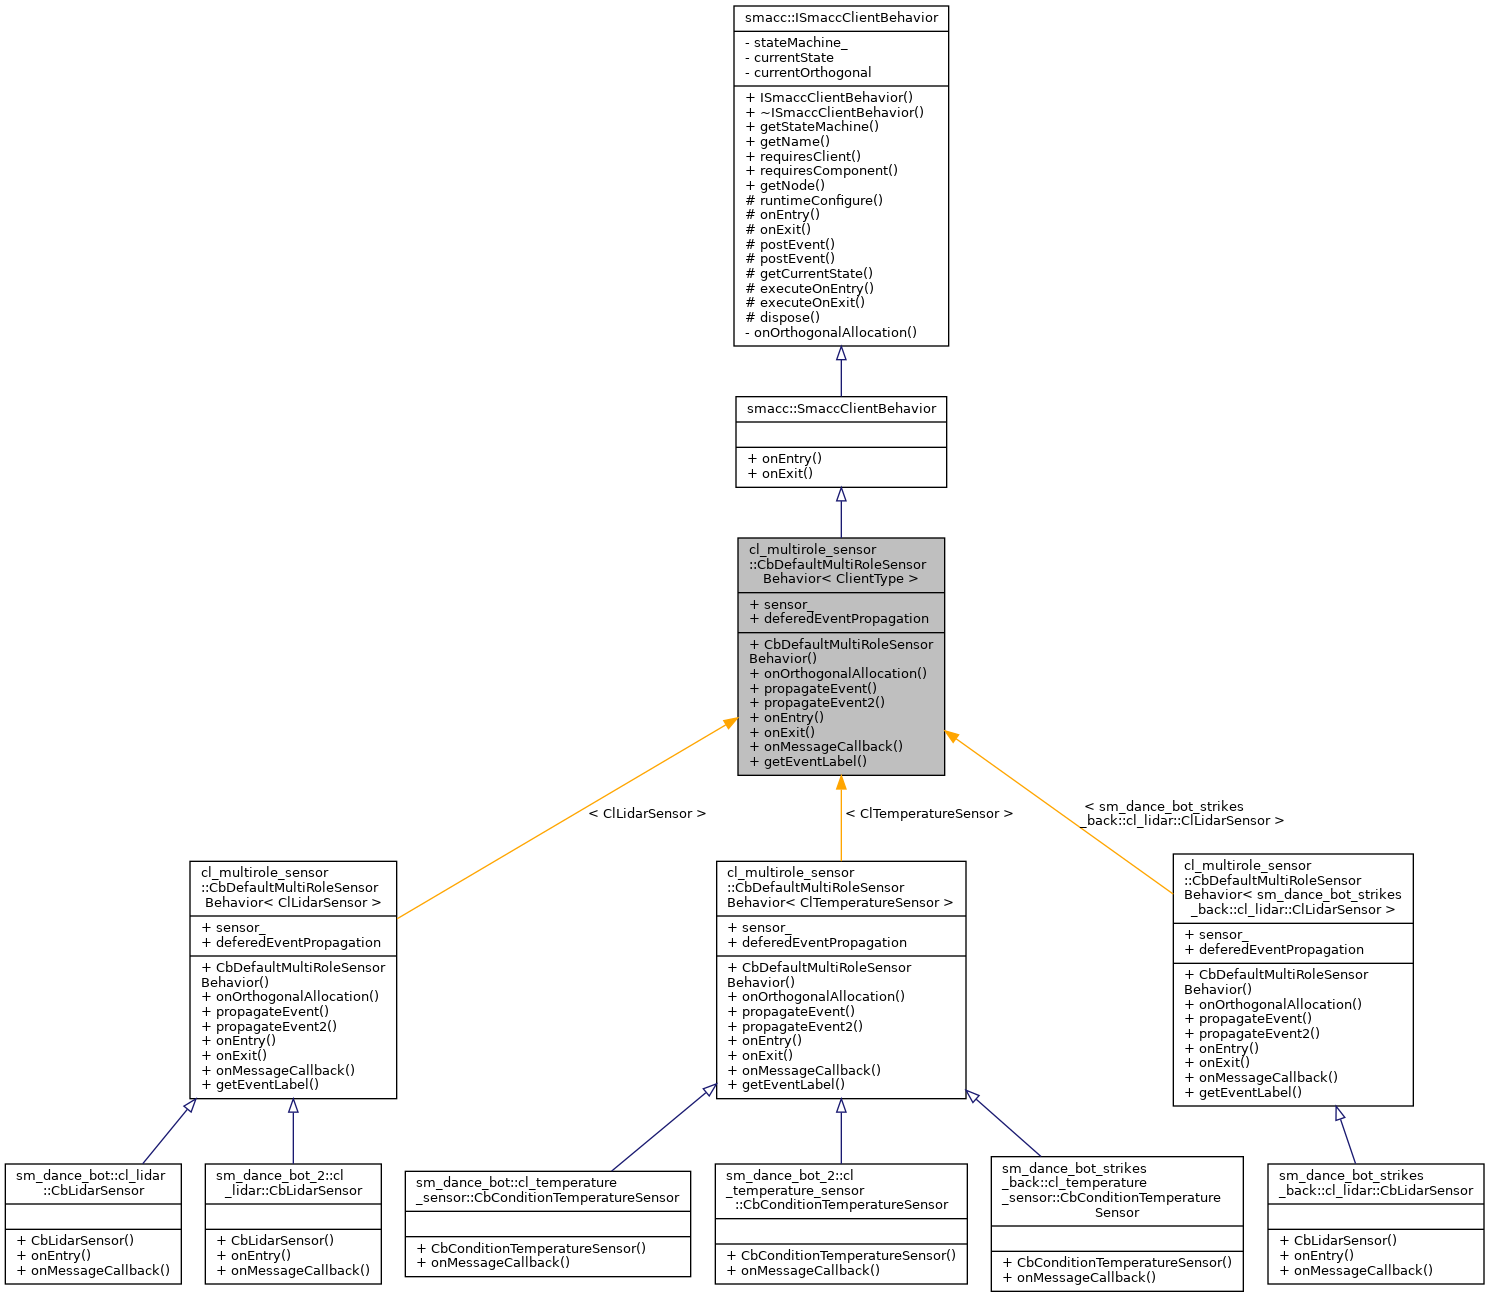 smacc::ISmaccClientBehavior
- stateMachine_
- currentState
- currentOrthogonal
+ ISmaccClientBehavior()
+ ~ISmaccClientBehavior()
+ getStateMachine()
+ getName()
+ requiresClient()
+ requiresComponent()
+ getNode()
# runtimeConfigure()
# onEntry()
# onExit()
# postEvent()
# postEvent()
# getCurrentState()
# executeOnEntry()
# executeOnExit()
# dispose()
- onOrthogonalAllocation()
smacc::SmaccClientBehavior
+ onEntry()
+ onExit()
cl_multirole_sensor
::CbDefaultMultiRoleSensor
Behavior< ClientType >
+ sensor_
+ deferedEventPropagation
+ CbDefaultMultiRoleSensor
Behavior()
+ onOrthogonalAllocation()
+ propagateEvent()
+ propagateEvent2()
+ onEntry()
+ onExit()
+ onMessageCallback()
+ getEventLabel()
< ClLidarSensor >
< ClTemperatureSensor >
< sm_dance_bot_strikes
_back::cl_lidar::ClLidarSensor >
cl_multirole_sensor
::CbDefaultMultiRoleSensor
Behavior< ClLidarSensor >
+ sensor_
+ deferedEventPropagation
+ CbDefaultMultiRoleSensor
Behavior()
+ onOrthogonalAllocation()
+ propagateEvent()
+ propagateEvent2()
+ onEntry()
+ onExit()
+ onMessageCallback()
+ getEventLabel()
cl_multirole_sensor
::CbDefaultMultiRoleSensor
Behavior< ClTemperatureSensor >
+ sensor_
+ deferedEventPropagation
+ CbDefaultMultiRoleSensor
Behavior()
+ onOrthogonalAllocation()
+ propagateEvent()
+ propagateEvent2()
+ onEntry()
+ onExit()
+ onMessageCallback()
+ getEventLabel()
cl_multirole_sensor
::CbDefaultMultiRoleSensor
Behavior< sm_dance_bot_strikes
_back::cl_lidar::ClLidarSensor >
+ sensor_
+ deferedEventPropagation
+ CbDefaultMultiRoleSensor
Behavior()
+ onOrthogonalAllocation()
+ propagateEvent()
+ propagateEvent2()
+ onEntry()
+ onExit()
+ onMessageCallback()
+ getEventLabel()
sm_dance_bot::cl_lidar
::CbLidarSensor
+ CbLidarSensor()
+ onEntry()
+ onMessageCallback()
sm_dance_bot_2::cl
_lidar::CbLidarSensor
+ CbLidarSensor()
+ onEntry()
+ onMessageCallback()
sm_dance_bot::cl_temperature
_sensor::CbConditionTemperatureSensor
+ CbConditionTemperatureSensor()
+ onMessageCallback()
sm_dance_bot_2::cl
_temperature_sensor
::CbConditionTemperatureSensor
+ CbConditionTemperatureSensor()
+ onMessageCallback()
sm_dance_bot_strikes
_back::cl_temperature
_sensor::CbConditionTemperature
Sensor
+ CbConditionTemperatureSensor()
+ onMessageCallback()
sm_dance_bot_strikes
_back::cl_lidar::CbLidarSensor
+ CbLidarSensor()
+ onEntry()
+ onMessageCallback()